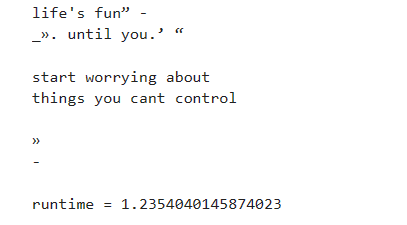 life's fun” -
_». until you.’ “
start worrying about
things you cant control
»
-
runtime = 1.2354040145874023